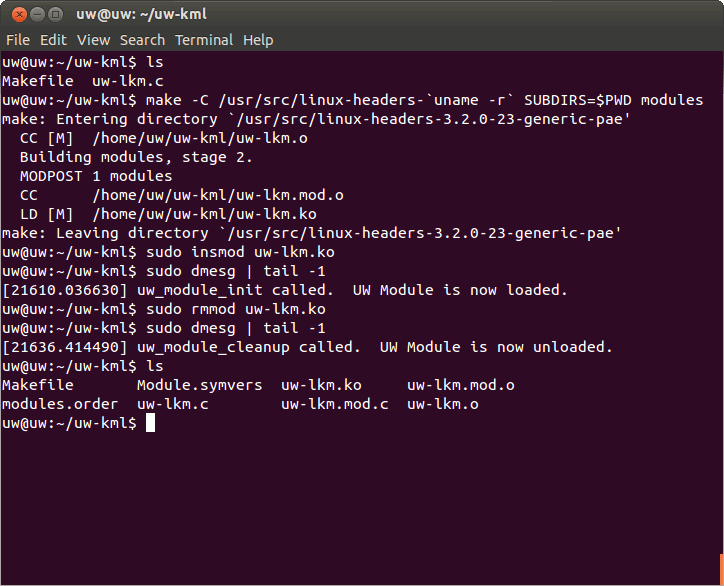 uw@uw: ~/uw-kml
File Edit View Search Terminal Help
uw@uw:~/uw-kml$ ls
Makefile  uw-lkm.c
uw@uw:~/uw-kml$ make -C /usr/src/linux-headers-`uname -r` SUBDIRS=$PWD modules
make: Entering directory `/usr/src/linux-headers-3.2.0-23-generic-pae'
  CC [M]  /home/uw/uw-kml/uw-lkm.o
  Building modules, stage 2.
  MODPOST 1 modules
  CC      /home/uw/uw-kml/uw-lkm.mod.o
  LD [M]  /home/uw/uw-kml/uw-lkm.ko
make: Leaving directory `/usr/src/linux-headers-3.2.0-23-generic-pae'
uw@uw:~/uw-kml$ sudo insmod uw-lkm.ko
uw@uw:~/uw-kml$ sudo dmesg | tail -1
[21610.036630] uw_module_init called.  UW Module is now loaded.
uw@uw:~/uw-kml$ sudo rmmod uw-lkm.ko
uw@uw:~/uw-kml$ sudo dmesg | tail -1
[21636.414490] uw_module_cleanup called.  UW Module is now unloaded.
uw@uw:~/uw-kml$ ls
Makefile       Module.symvers  uw-lkm.ko     uw-lkm.mod.o
modules.order  uw-lkm.c        uw-lkm.mod.c  uw-lkm.o
uw@uw:~/uw-kml$